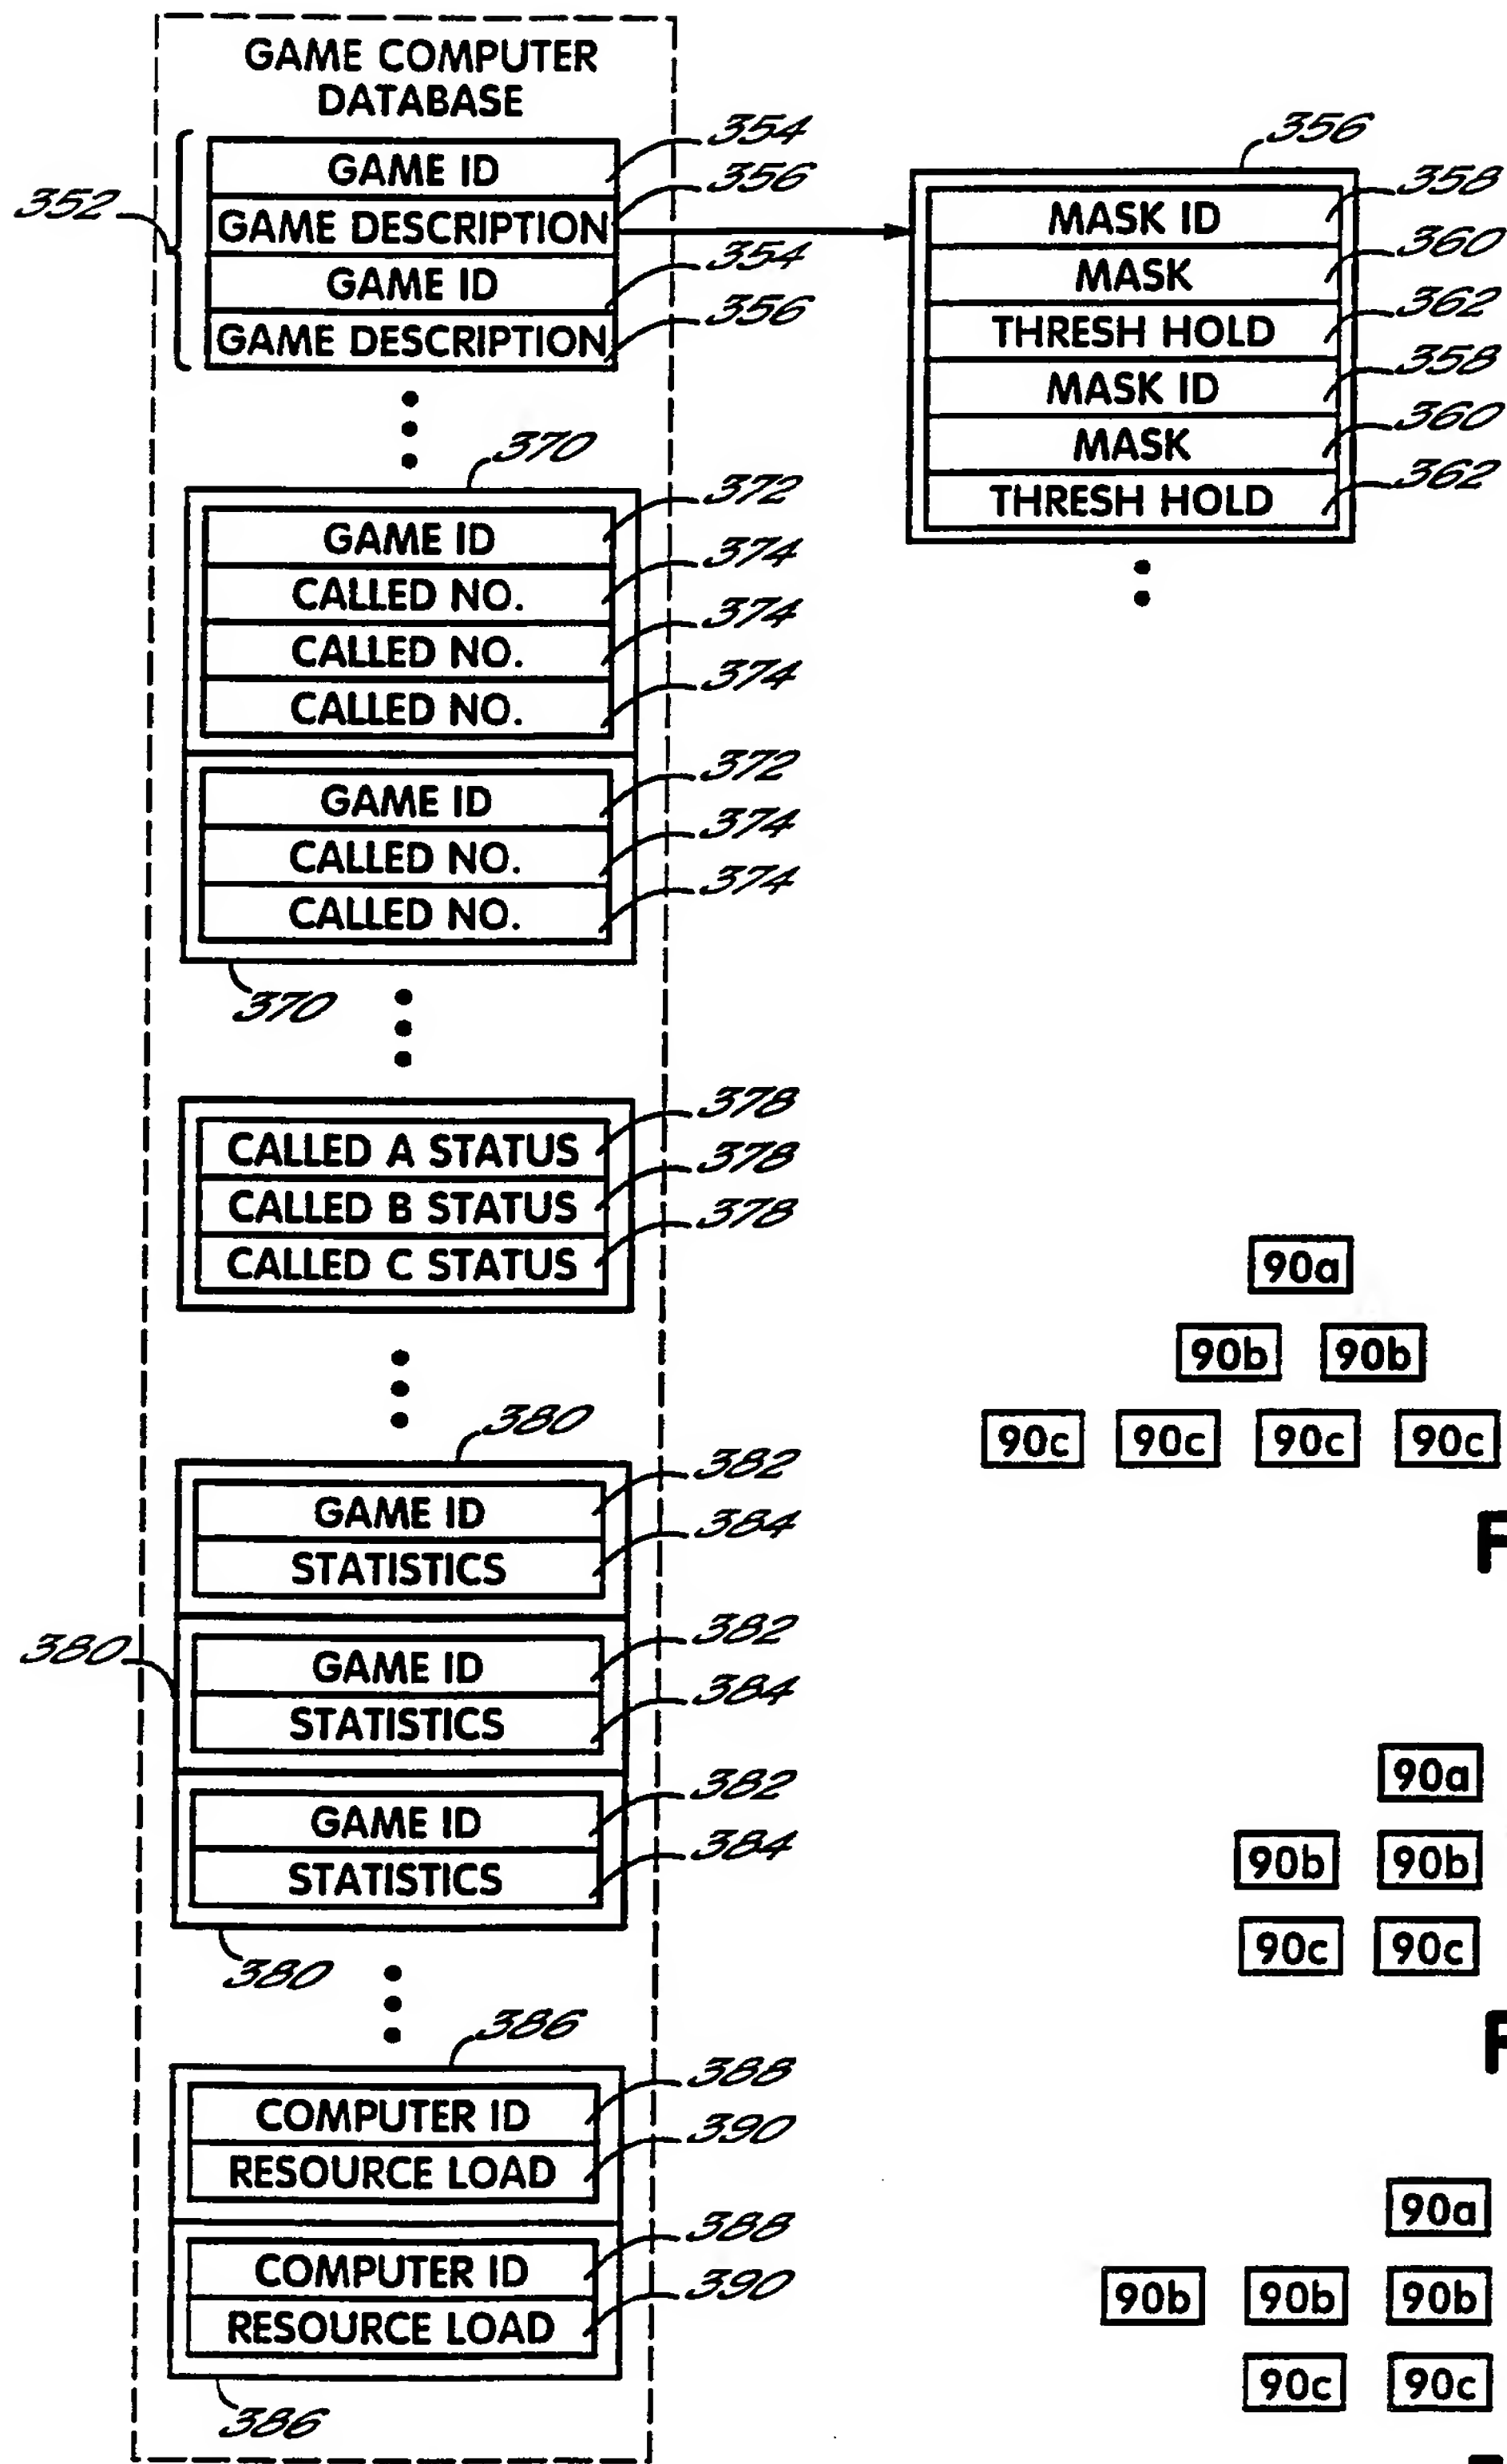 GAME COMPUTER
DATABASE
352
GAME ID 354
GAME DESCRIPTION 356
GAME ID 354
GAME DESCRIPTION 356
356
MASK ID 358
MASK 360
THRESH HOLD 362
MASK ID 358
MASK 360
THRESH HOLD 362
370
GAME ID 372
CALLED NO. 374
CALLED NO. 374
CALLED NO. 374
GAME ID 372
CALLED NO. 374
CALLED NO. 374
370
CALLED A STATUS 378
CALLED B STATUS 378
CALLED C STATUS 378
380
GAME ID 382
STATISTICS 384
380
GAME ID 382
STATISTICS 384
GAME ID 382
STATISTICS 384
380
386
COMPUTER ID 388
RESOURCE LOAD 390
COMPUTER ID 388
RESOURCE LOAD 390
386
90a
90b 90b
90c 90c 90c 90c
F
90a
90b 90b
90c 90c
F
90a
90b 90b 90b
90c 90c